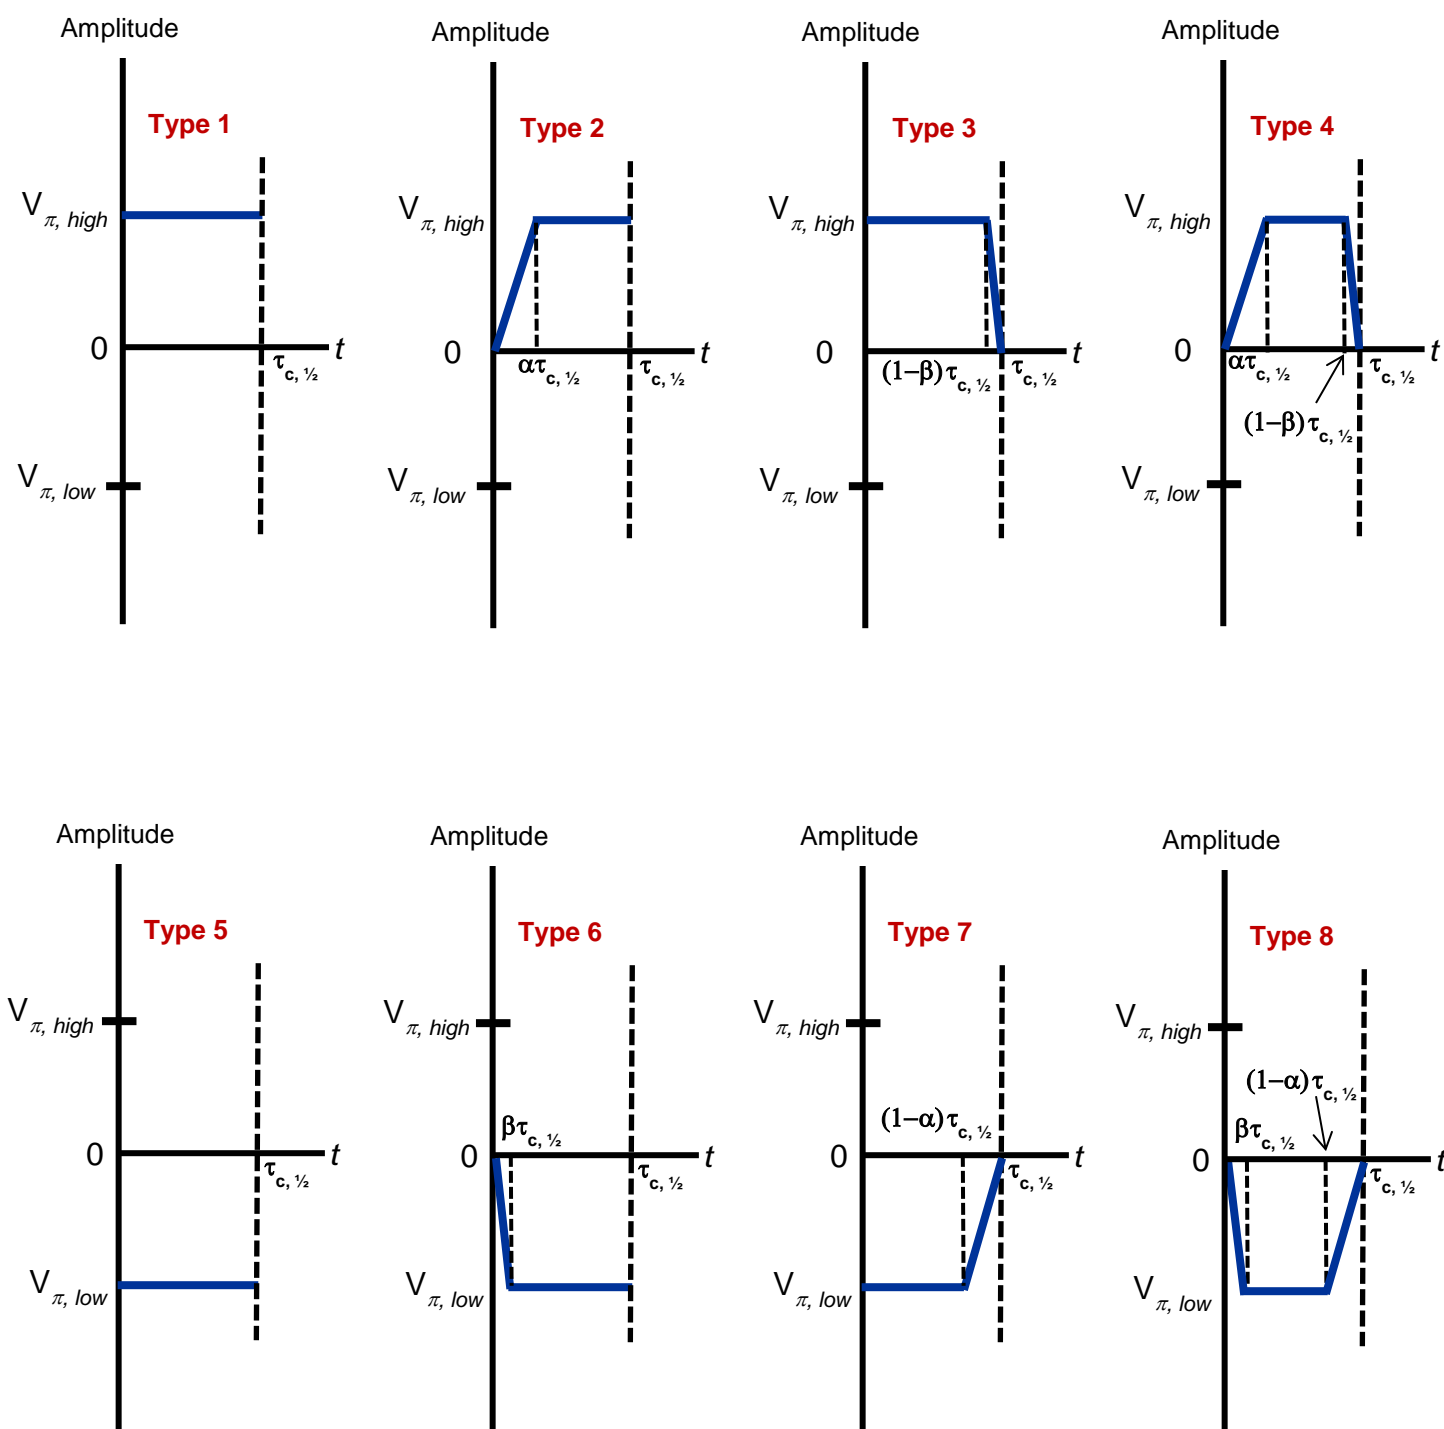 Amplitude
Type 1
Vπ, high
0
t
τc, ½
Vπ, low
Amplitude
Type 2
Vπ, high
0
t
ατc, ½
τc, ½
Vπ, low
Amplitude
Type 3
Vπ, high
0
t
(1−β)τc, ½
τc, ½
Vπ, low
Amplitude
Type 4
Vπ, high
0
t
ατc, ½
τc, ½
(1−β)τc, ½
Vπ, low
Amplitude
Type 5
Vπ, high
0
t
τc, ½
Vπ, low
Amplitude
Type 6
Vπ, high
βτc, ½
0
t
τc, ½
Vπ, low
Amplitude
Type 7
Vπ, high
(1−α)τc, ½
0
t
τc, ½
Vπ, low
Amplitude
Type 8
Vπ, high
(1−α)τc, ½
βτc, ½
0
t
τc, ½
Vπ, low